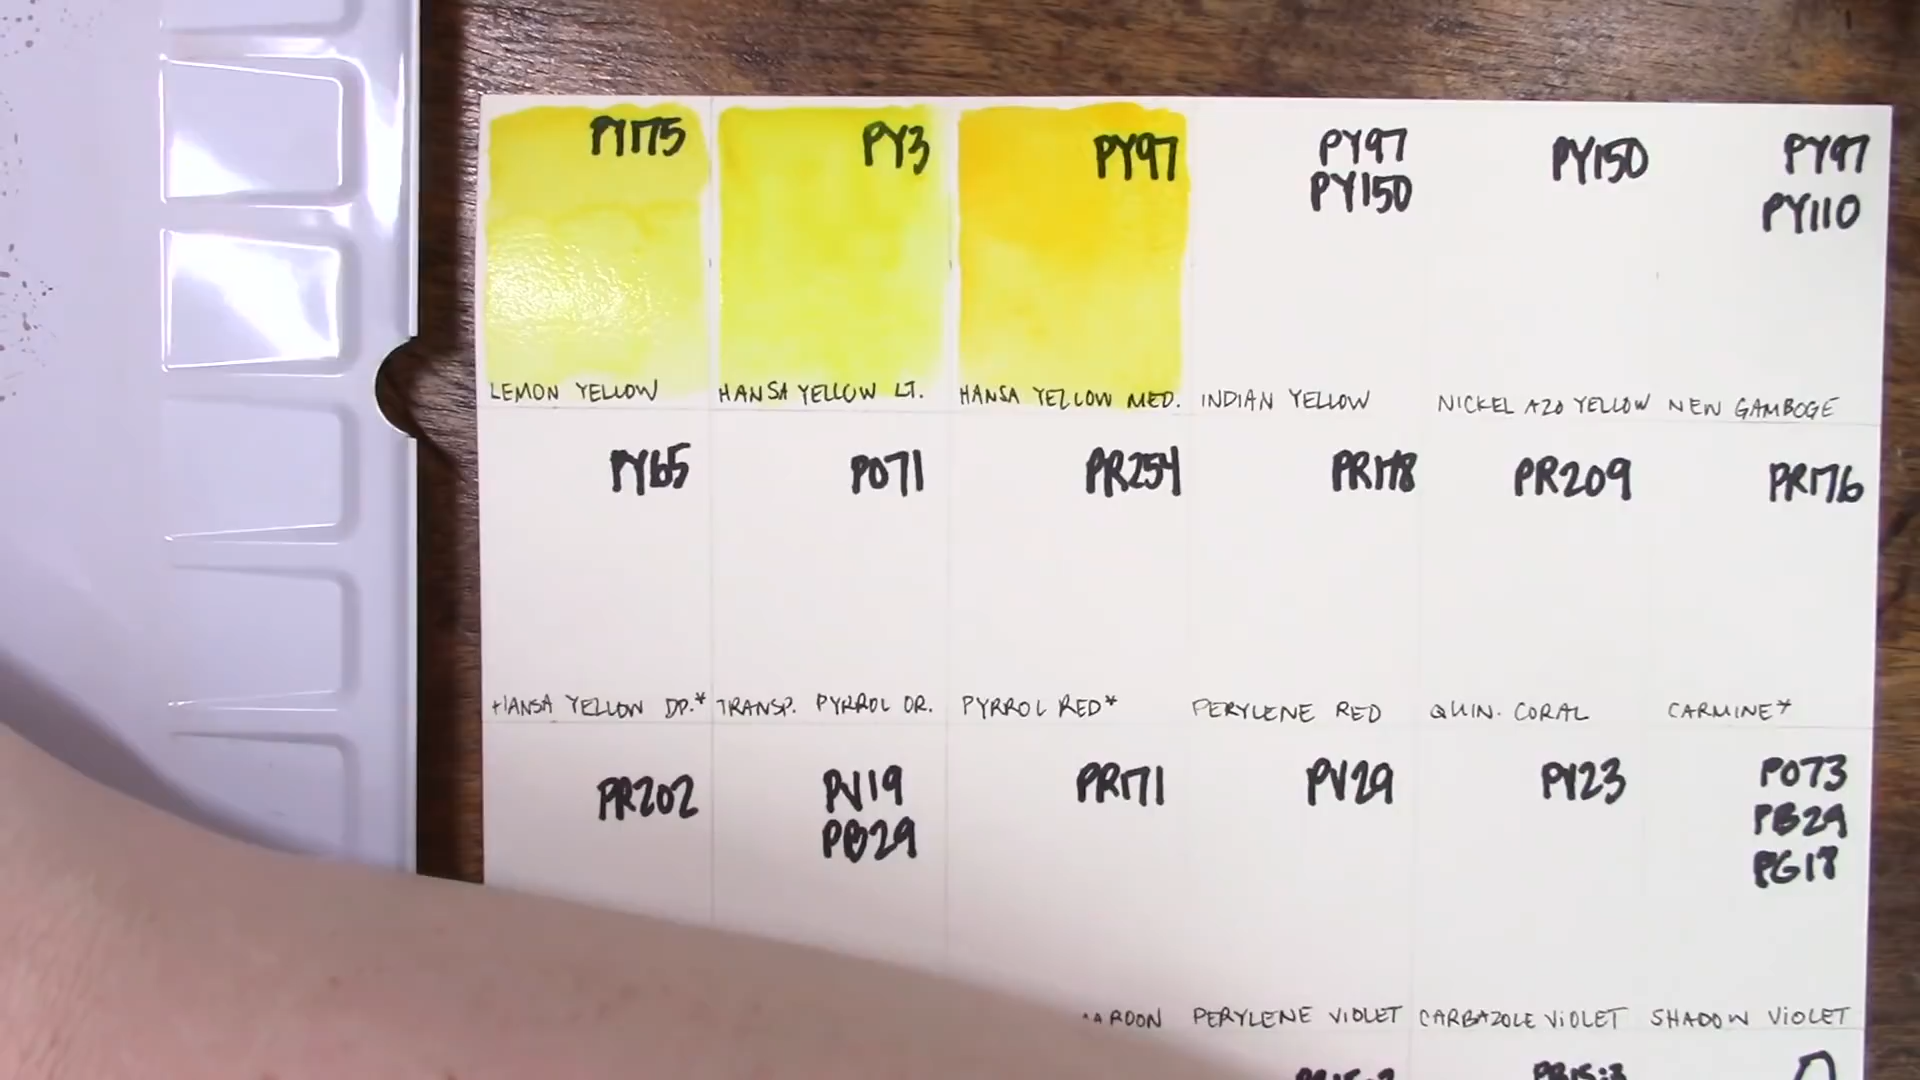 PY175
PY3
PY97
PY97
PY150
PY150
PY97
PY110
LEMON YELLOW
HANSA YELLOW LT.
HANSA YELLOW MED.
INDIAN YELLOW
NICKEL AZO YELLOW
NEW GAMBOGE
PY65
PO71
PR254
PR178
PR209
PR176
HANSA YELLOW DP.*
TRANSP. PYRROL OR.
PYRROL RED*
PERYLENE RED
QUIN. CORAL
CARMINE*
PR202
PV19
PB29
PR171
PV29
PV23
PO73
PB29
PG18
PERYLENE VIOLET
CARBAZOLE VIOLET
SHADOW VIOLET